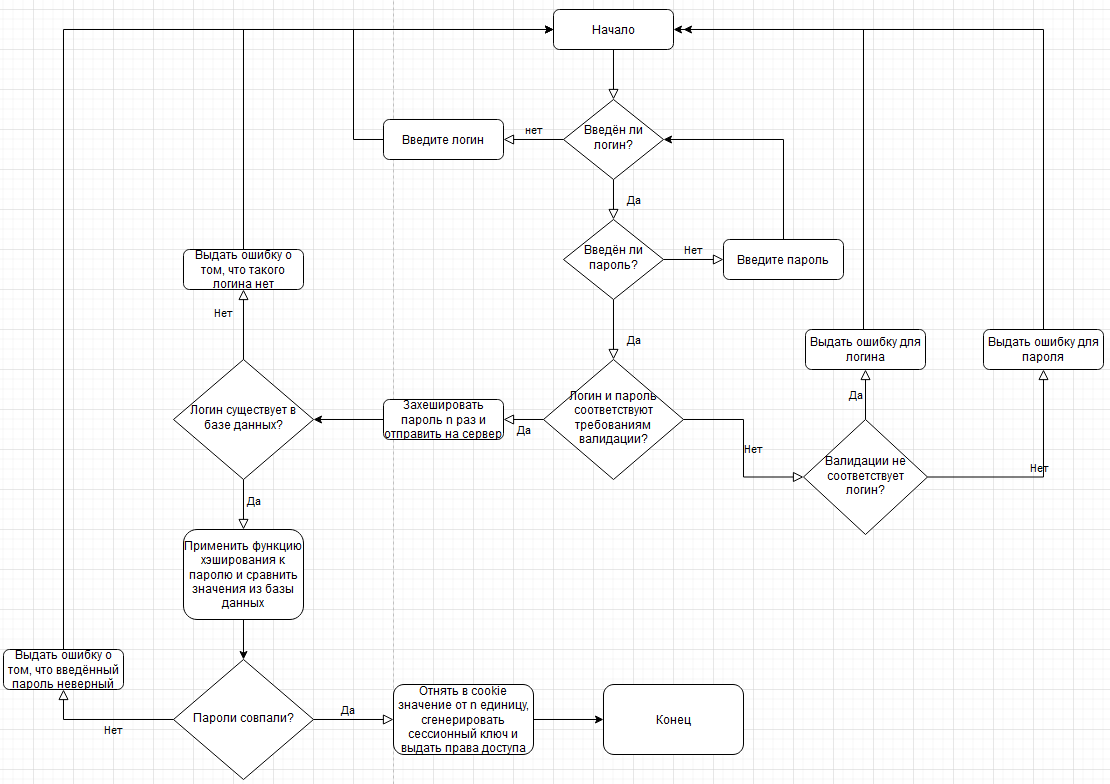 Начало
Введён ли
логин?
нет
Введите логин
Да
Введён ли
пароль?
Нет
Введите пароль
Выдать ошибку о
том, что такого
логина нет
Нет
Да
Выдать ошибку для
логина
Выдать ошибку для
пароля
Логин существует в
базе данных?
Захешировать
пароль n раз и
отправить на сервер
Да
Логин и пароль
соответствуют
требованиям
валидации?
Нет
Да
Валидации не
соответствует
логин?
Нет
Да
Применить функцию
хэширования к
паролю и сравнить
значения из базы
данных
Выдать ошибку о
том, что введённый
пароль неверный
Нет
Пароли совпали?
Да
Отнять в cookie
значение от n единицу,
сгенерировать
сессионный ключ и
выдать права доступа
Конец